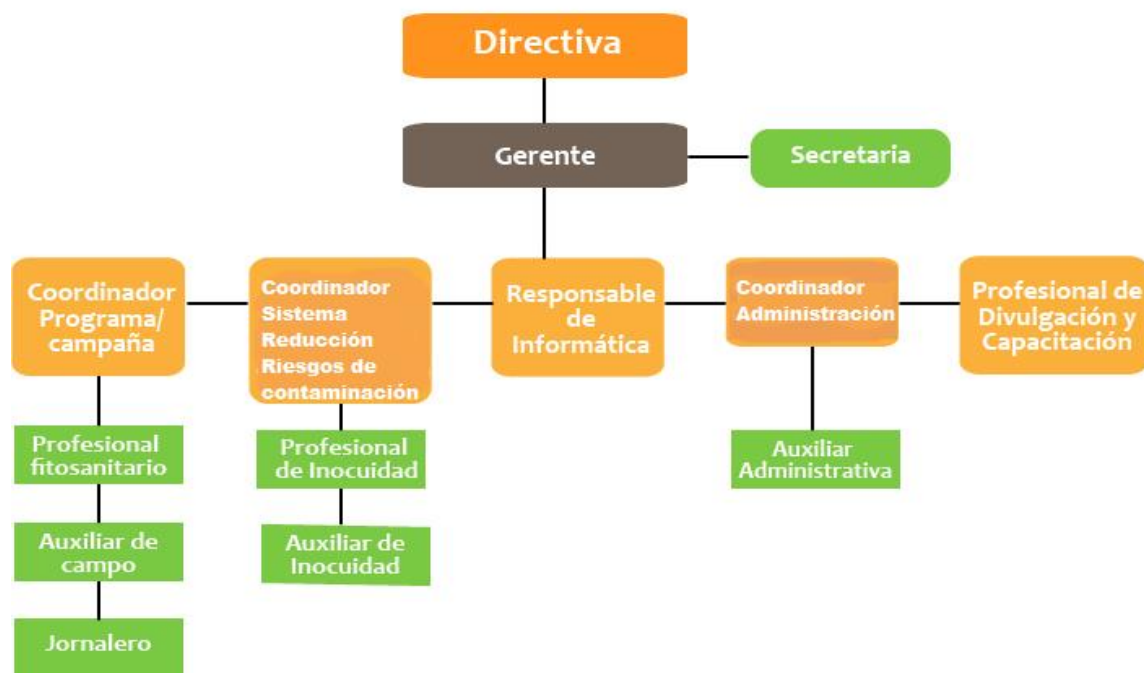 Directiva
Gerente
Secretaria
Coordinador
Programa/
campaña
Coordinador
Sistema
Reducción
Riesgos de
contaminación
Responsable
de
Informática
Coordinador
Administración
Profesional de
Divulgación y
Capacitación
Profesional
fitosanitario
Auxiliar de
campo
Jornalero
Profesional
de Inocuidad
Auxiliar de
Inocuidad
Auxiliar
Administrativa